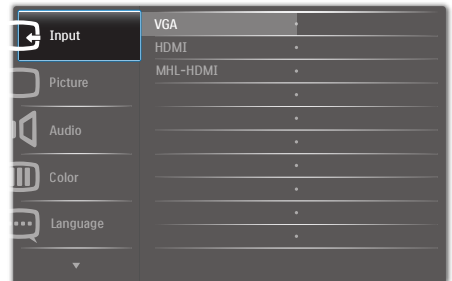 Input
Picture
Audio
Color
Language
VGA
HDMI
MHL-HDMI